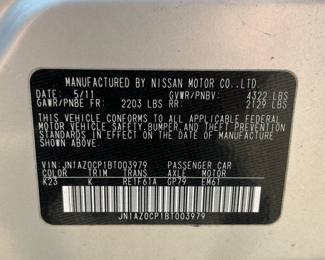 MANUFACTURED BY NISSAN MOTOR CO.,LTD.
DATE: 5/11 GVWR/PNBV: 4322 LBS
GAWR/PNBE FR: 2203 LBS RR: 2129 LBS
THIS VEHICLE CONFORMS TO ALL APPLICABLE FEDERAL
MOTOR VEHICLE SAFETY, BUMPER, AND THEFT PREVENTION
STANDARDS IN EFFECT ON THE DATE OF MANUFACTURE
SHOWN ABOVE.
VIN: JN1AZ0CP1BT003979 PASSENGER CAR
COLOR TRIM TRANS AXLE MOTOR
K23 K RE1F61A GP79 EM61
JN1AZ0CP1BT003979